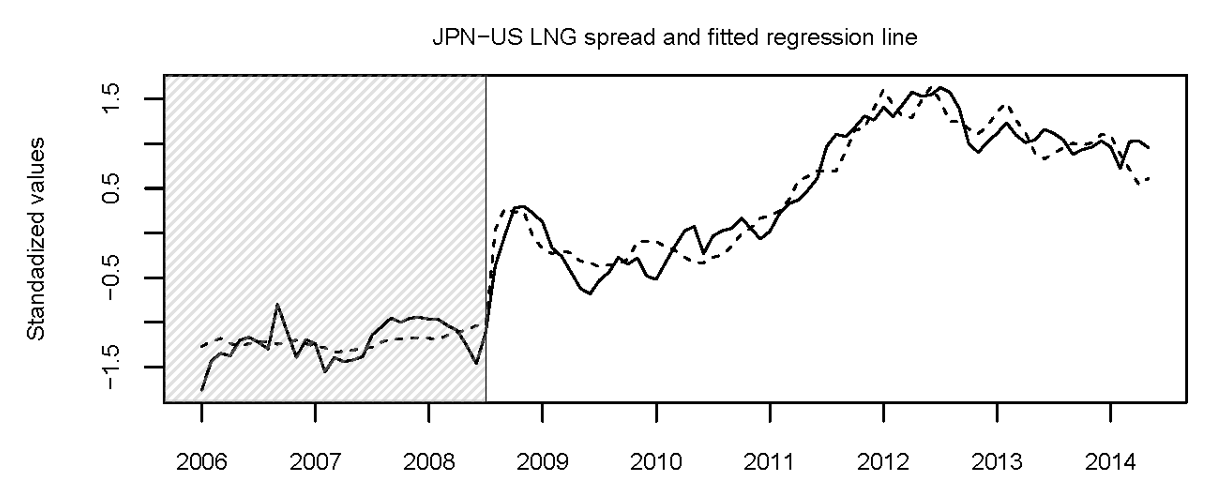 JPN−US LNG spread and fitted regression line
Standadized values
1.5
0.5
−0.5
−1.5
2006 2007 2008 2009 2010 2011 2012 2013 2014